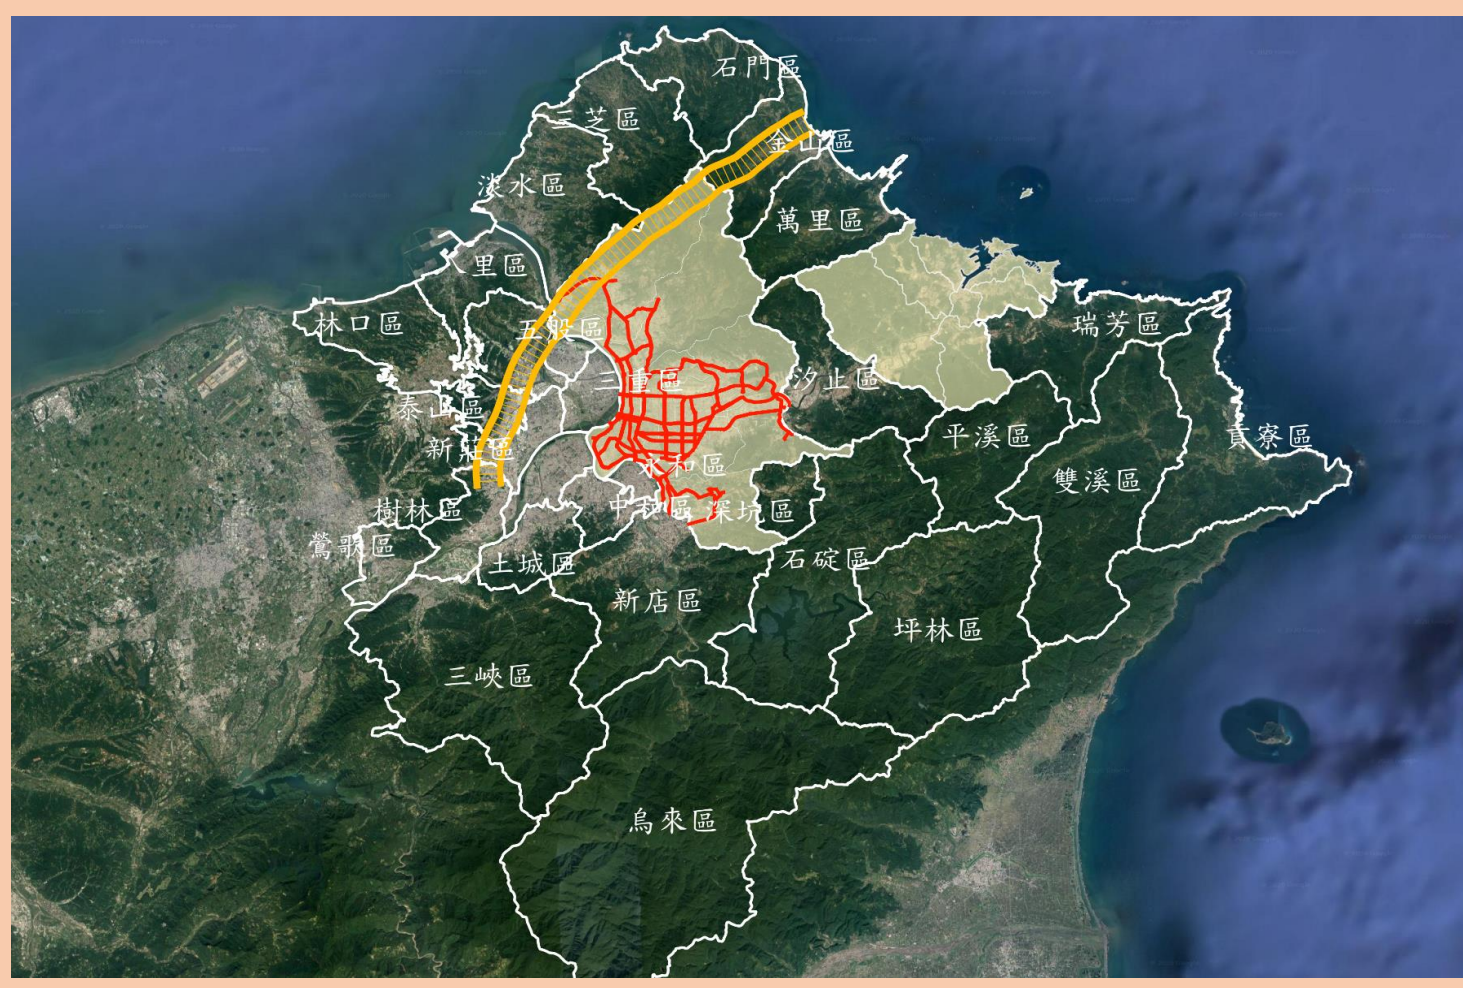 石門區
三芝區
金山區
淡水區
萬里區
八里區
林口區
五股區
瑞芳區
三重區
汐止區
泰山區
新莊區
平溪區
貢寮區
永和區
雙溪區
樹林區
中和區
深坑區
鶯歌區
土城區
石碇區
新店區
坪林區
三峽區
烏來區